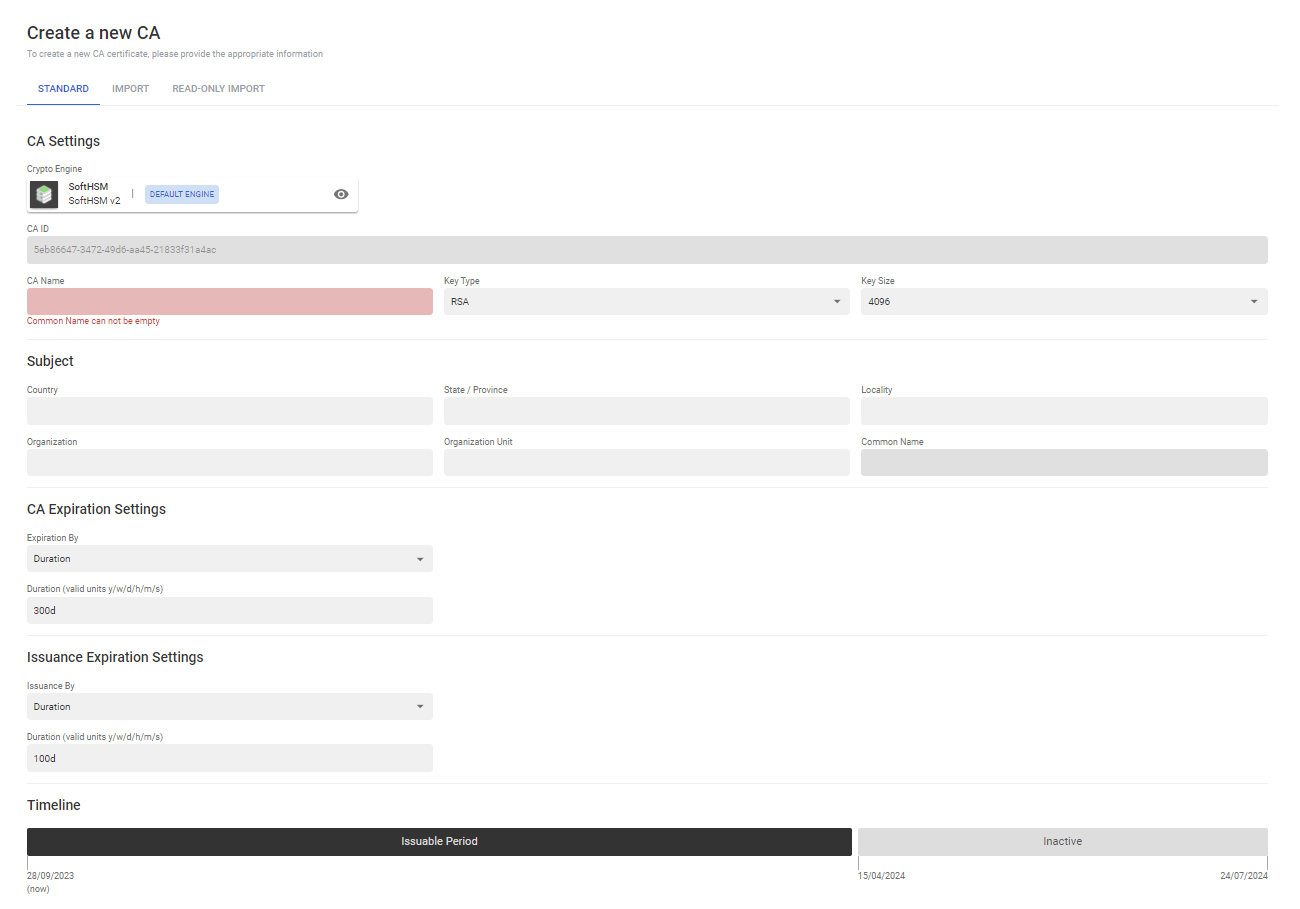 Create a new CA
To create a new CA certificate, please provide the appropriate information
STANDARD IMPORT READ-ONLY IMPORT
CA Settings
Crypto Engine
SoftHSM
SoftHSM v2
DEFAULT ENGINE
CA ID
5eb86647-3472-49d6-aa45-21833f31a4ac
CA Name Key Type Key Size
RSA 4096
Common Name can not be empty
Subject
Country State / Province Locality
Organization Organization Unit Common Name
CA Expiration Settings
Expiration By
Duration
Duration (valid units y/w/d/h/m/s)
300d
Issuance Expiration Settings
Issuance By
Duration
Duration (valid units y/w/d/h/m/s)
100d
Timeline
Issuable Period Inactive
28/09/2023 15/04/2024 24/07/2024
(now)